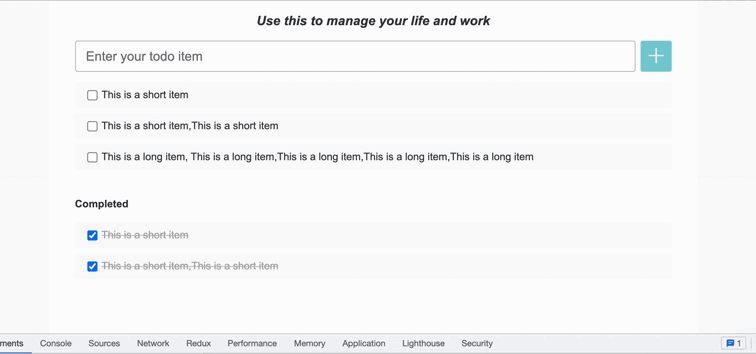 Use this to manage your life and work
Enter your todo item
This is a short item
This is a short item,This is a short item
This is a long item, This is a long item,This is a long item,This is a long item,This is a long item
Completed
This is a short item
This is a short item,This is a short item
ments Console Sources Network Redux Performance Memory Application Lighthouse Security 1